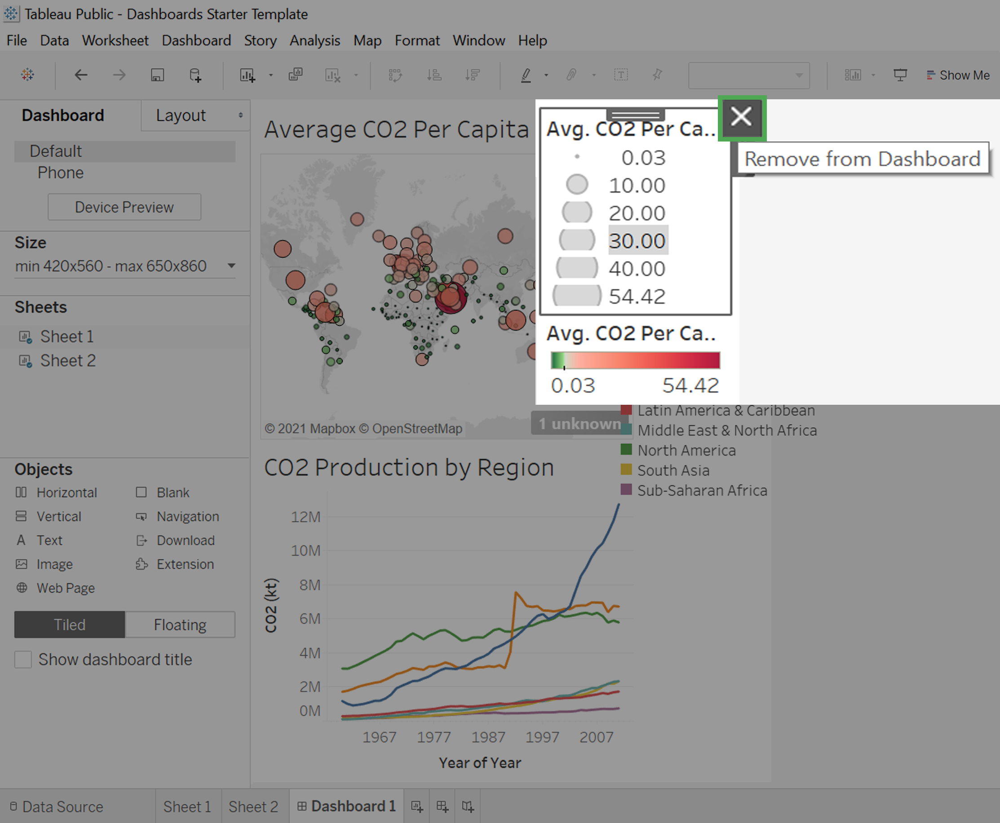 Tableau Public - Dashboards Starter Template
File Data Worksheet Dashboard Story Analysis Map Format Window Help
Show Me
Dashboard Layout
Default
Phone
Device Preview
Size
min 420x560 - max 650x860
Sheets
Sheet 1
Sheet 2
Objects
Horizontal Blank
Vertical Navigation
Text Download
Image Extension
Web Page
Tiled Floating
Show dashboard title
Average CO2 Per Capita
© 2021 Mapbox © OpenStreetMap
1 unknown
Avg. CO2 Per Ca..
0.03
10.00
20.00
30.00
40.00
54.42
Remove from Dashboard
Avg. CO2 Per Ca..
0.03 54.42
Latin America & Caribbean
Middle East & North Africa
North America
South Asia
Sub-Saharan Africa
CO2 Production by Region
12M
10M
8M
6M
4M
2M
0M
CO2 (kt)
1967 1977 1987 1997 2007
Year of Year
Data Source Sheet 1 Sheet 2 Dashboard 1